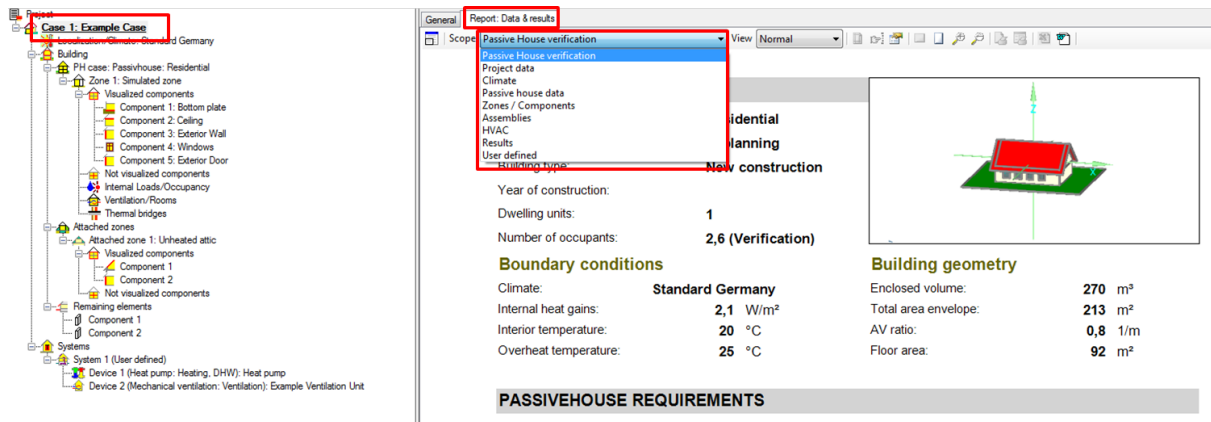 Project
Case 1: Example Case
Localization/Climate: Standard Germany
Building
PH case: Passivhouse: Residential
Zone 1: Simulated zone
Visualized components
Component 1: Bottom plate
Component 2: Ceiling
Component 3: Exterior Wall
Component 4: Windows
Component 5: Exterior Door
Not visualized components
Internal Loads/Occupancy
Ventilation/Rooms
Thermal bridges
Attached zones
Attached zone 1: Unheated attic
Visualized components
Component 1
Component 2
Not visualized components
Remaining elements
Component 1
Component 2
Systems
System 1 (User defined)
Device 1 (Heat pump: Heating, DHW): Heat pump
Device 2 (Mechanical ventilation: Ventilation): Example Ventilation Unit
General Report: Data & results
Scope Passive House verification View Normal
Passive House verification
Project data
Climate
Passive house data
Zones / Components
Assemblies
HVAC
Results
User defined
sidential
planning
Building type: New construction
Year of construction:
Dwelling units: 1
Number of occupants: 2,6 (Verification)
Z
X
Boundary conditions
Climate: Standard Germany
Internal heat gains: 2,1 W/m²
Interior temperature: 20 °C
Overheat temperature: 25 °C
Building geometry
Enclosed volume: 270 m³
Total area envelope: 213 m²
AV ratio: 0,8 1/m
Floor area: 92 m²
PASSIVEHOUSE REQUIREMENTS